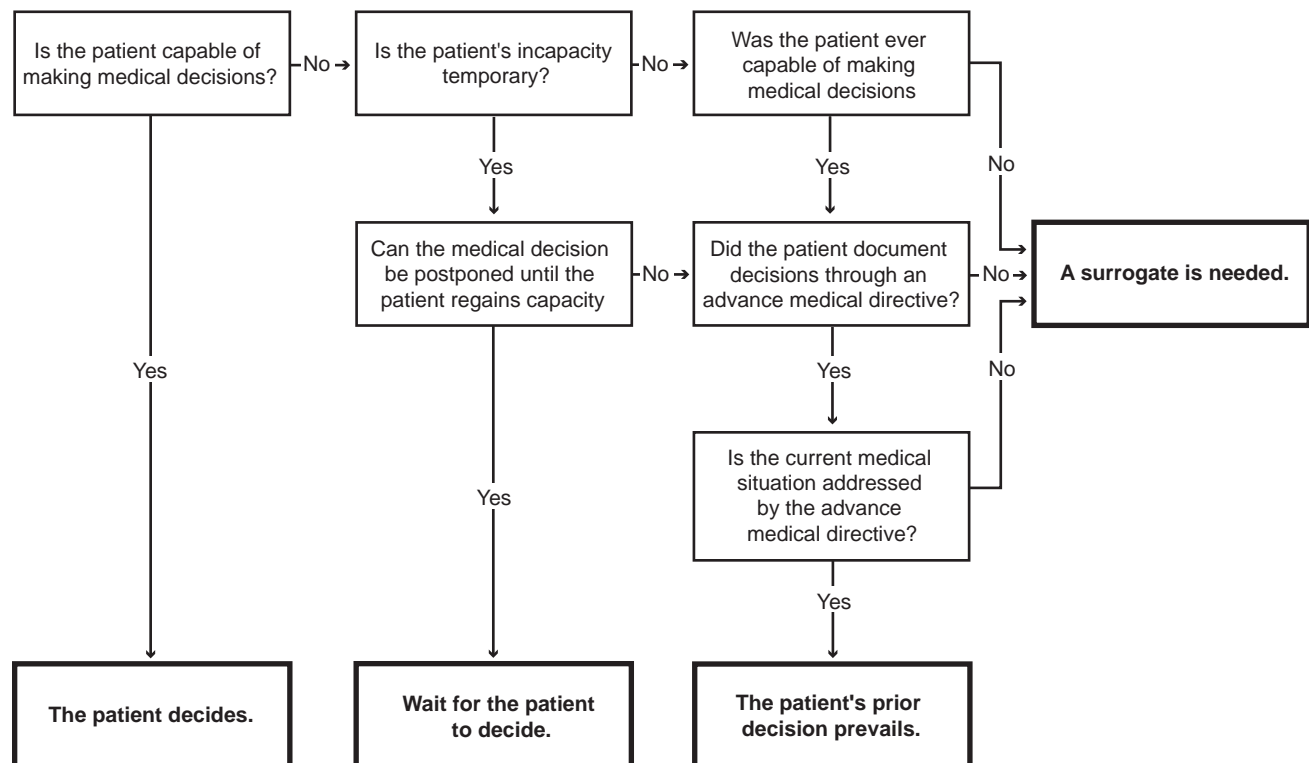 Is the patient capable of
making medical decisions?
No
Is the patient's incapacity
temporary?
No
Was the patient ever
capable of making
medical decisions
No
Yes
Yes
Can the medical decision
be postponed until the
patient regains capacity
No
Did the patient document
decisions through an
advance medical directive?
No
A surrogate is needed.
Yes
Yes
No
Is the current medical
situation addressed
by the advance
medical directive?
Yes
Yes
The patient decides.
Wait for the patient
to decide.
The patient's prior
decision prevails.